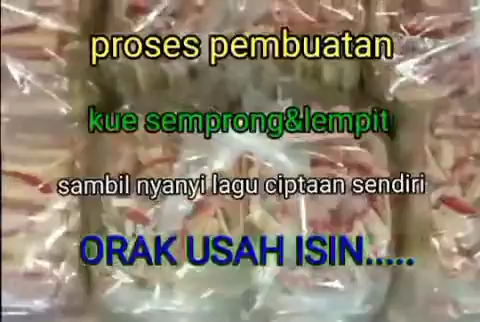 proses pembuatan
kue semprong&lempit
sambil nyanyi lagu ciptaan sendiri
ORAK USAH ISIN.....